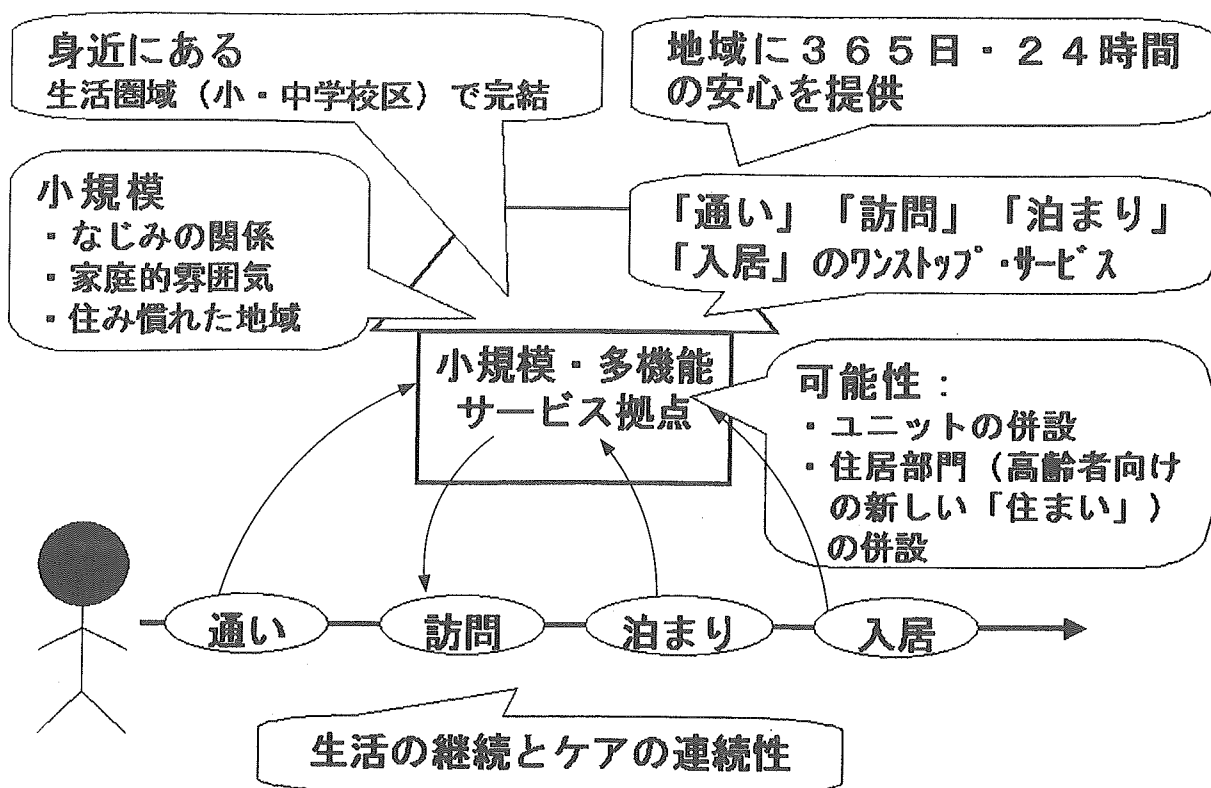 身近にある
生活圏域（小・中学校区）で完結
地域に３６５日・２４時間
の安心を提供
小規模
・なじみの関係
・家庭的雰囲気
・住み慣れた地域
「通い」「訪問」「泊まり」
「入居」のﾜﾝｽﾄｯﾌﾟ・ｻｰﾋﾞｽ
小規模・多機能
サービス拠点
可能性：
・ユニットの併設
・住居部門（高齢者向け
の新しい「住まい」）
の併設
通い
訪問
泊まり
入居
生活の継続とケアの連続性